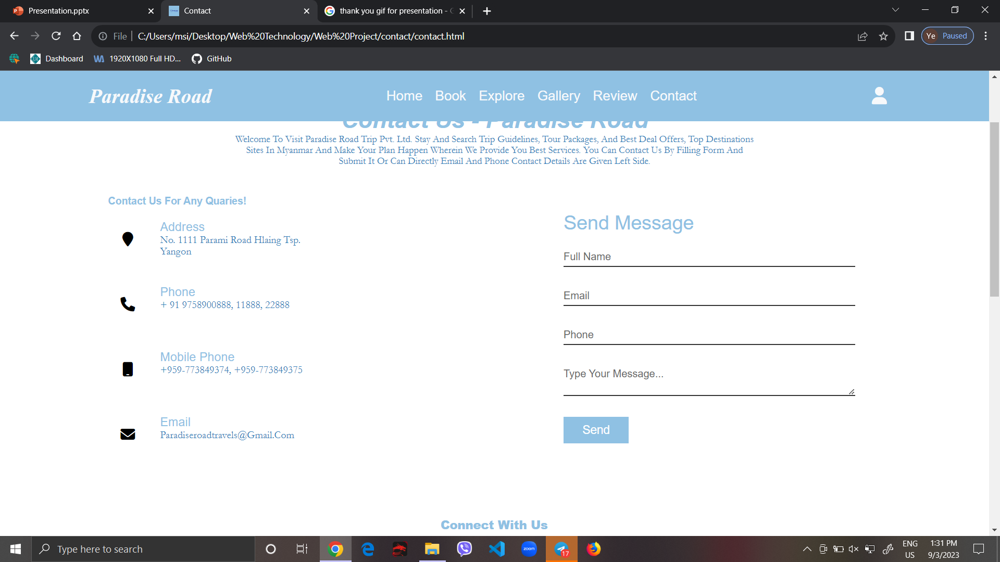 Presentation.pptx
Contact
thank you gif for presentation -
File
C:/Users/msi/Desktop/Web%20Technology/Web%20Project/contact/contact.html
Ye Paused
Dashboard
1920X1080 Full HD...
GitHub
Paradise Road
Home Book Explore Gallery Review Contact
Contact Us - Paradise Road
Welcome To Visit Paradise Road Trip Pvt. Ltd. Stay And Search Trip Guidelines, Tour Packages, And Best Deal Offers, Top Destinations
Sites In Myanmar And Make Your Plan Happen Wherein We Provide You Best Services. You Can Contact Us By Filling Form And
Submit It Or Can Directly Email And Phone Contact Details Are Given Left Side.
Contact Us For Any Quaries!
Address
No. 1111 Parami Road Hlaing Tsp.
Yangon
Phone
+ 91 9758900888, 11888, 22888
Mobile Phone
+959-773849374, +959-773849375
Email
Paradiseroadtravels@Gmail.Com
Send Message
Full Name
Email
Phone
Type Your Message...
Send
Connect With Us
Type here to search
zoom
17
ENG
US
1:31 PM
9/3/2023